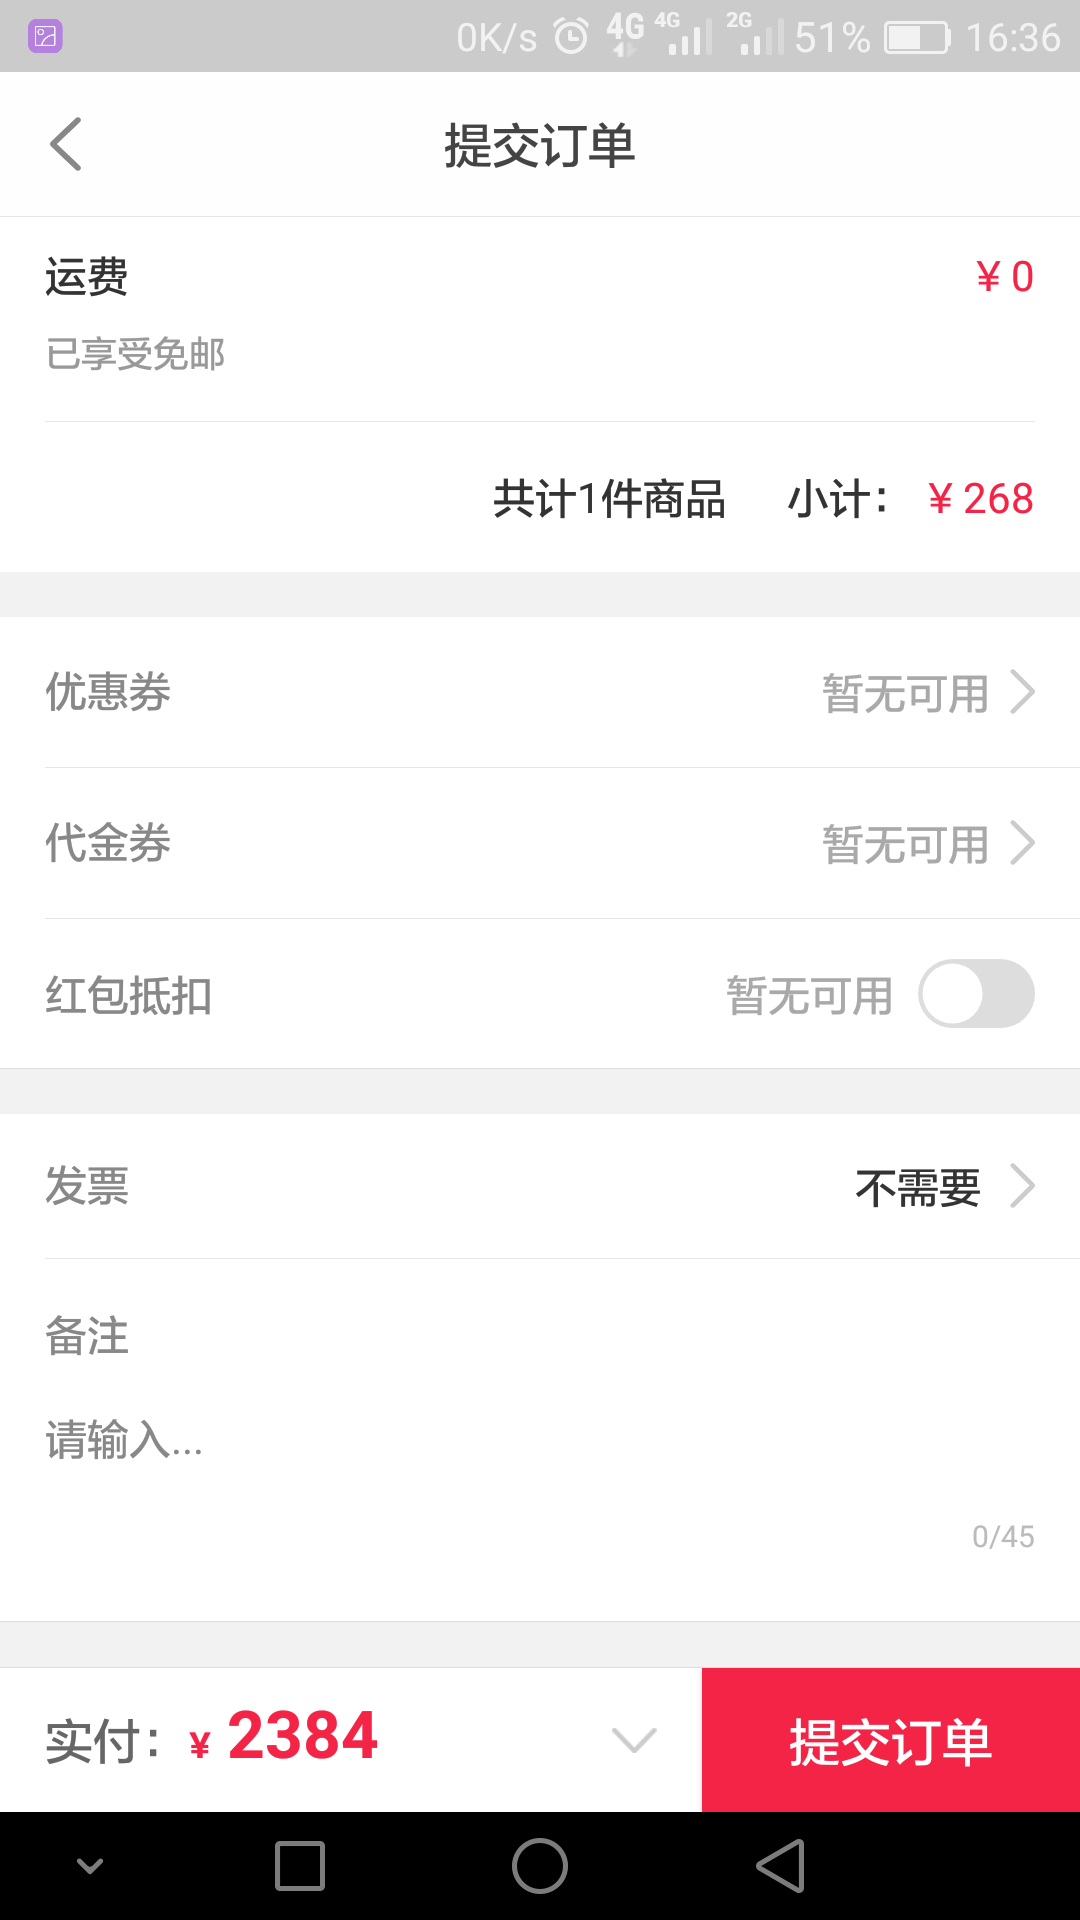 0K/s 4G 4G 2G 51% 16:36
提交订单
运费 ¥ 0
已享受免邮
共计1件商品 小计： ¥ 268
优惠券 暂无可用
代金券 暂无可用
红包抵扣 暂无可用
发票 不需要
备注
请输入...
0/45
实付： ¥ 2384 提交订单